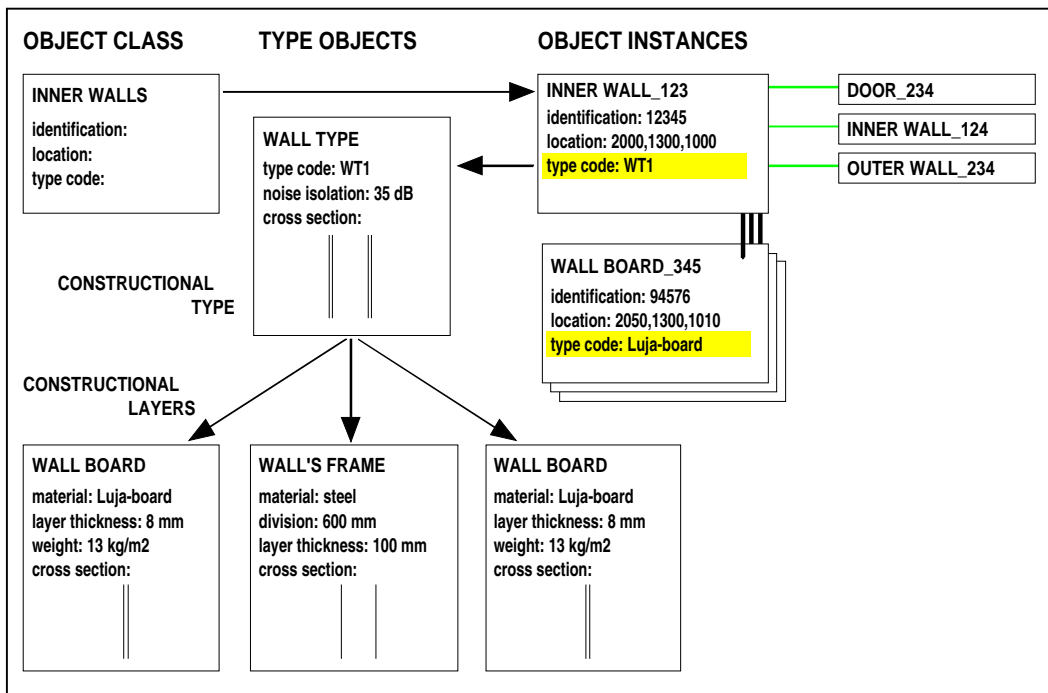 OBJECT CLASS
TYPE OBJECTS
OBJECT INSTANCES
INNER WALLS
identification:
location:
type code:
WALL TYPE
type code: WT1
noise isolation: 35 dB
cross section:
INNER WALL_123
identification: 12345
location: 2000,1300,1000
type code: WT1
DOOR_234
INNER WALL_124
OUTER WALL_234
WALL BOARD_345
identification: 94576
location: 2050,1300,1010
type code: Luja-board
CONSTRUCTIONAL
TYPE
CONSTRUCTIONAL
LAYERS
WALL BOARD
material: Luja-board
layer thickness: 8 mm
weight: 13 kg/m2
cross section:
WALL'S FRAME
material: steel
division: 600 mm
layer thickness: 100 mm
cross section:
WALL BOARD
material: Luja-board
layer thickness: 8 mm
weight: 13 kg/m2
cross section: